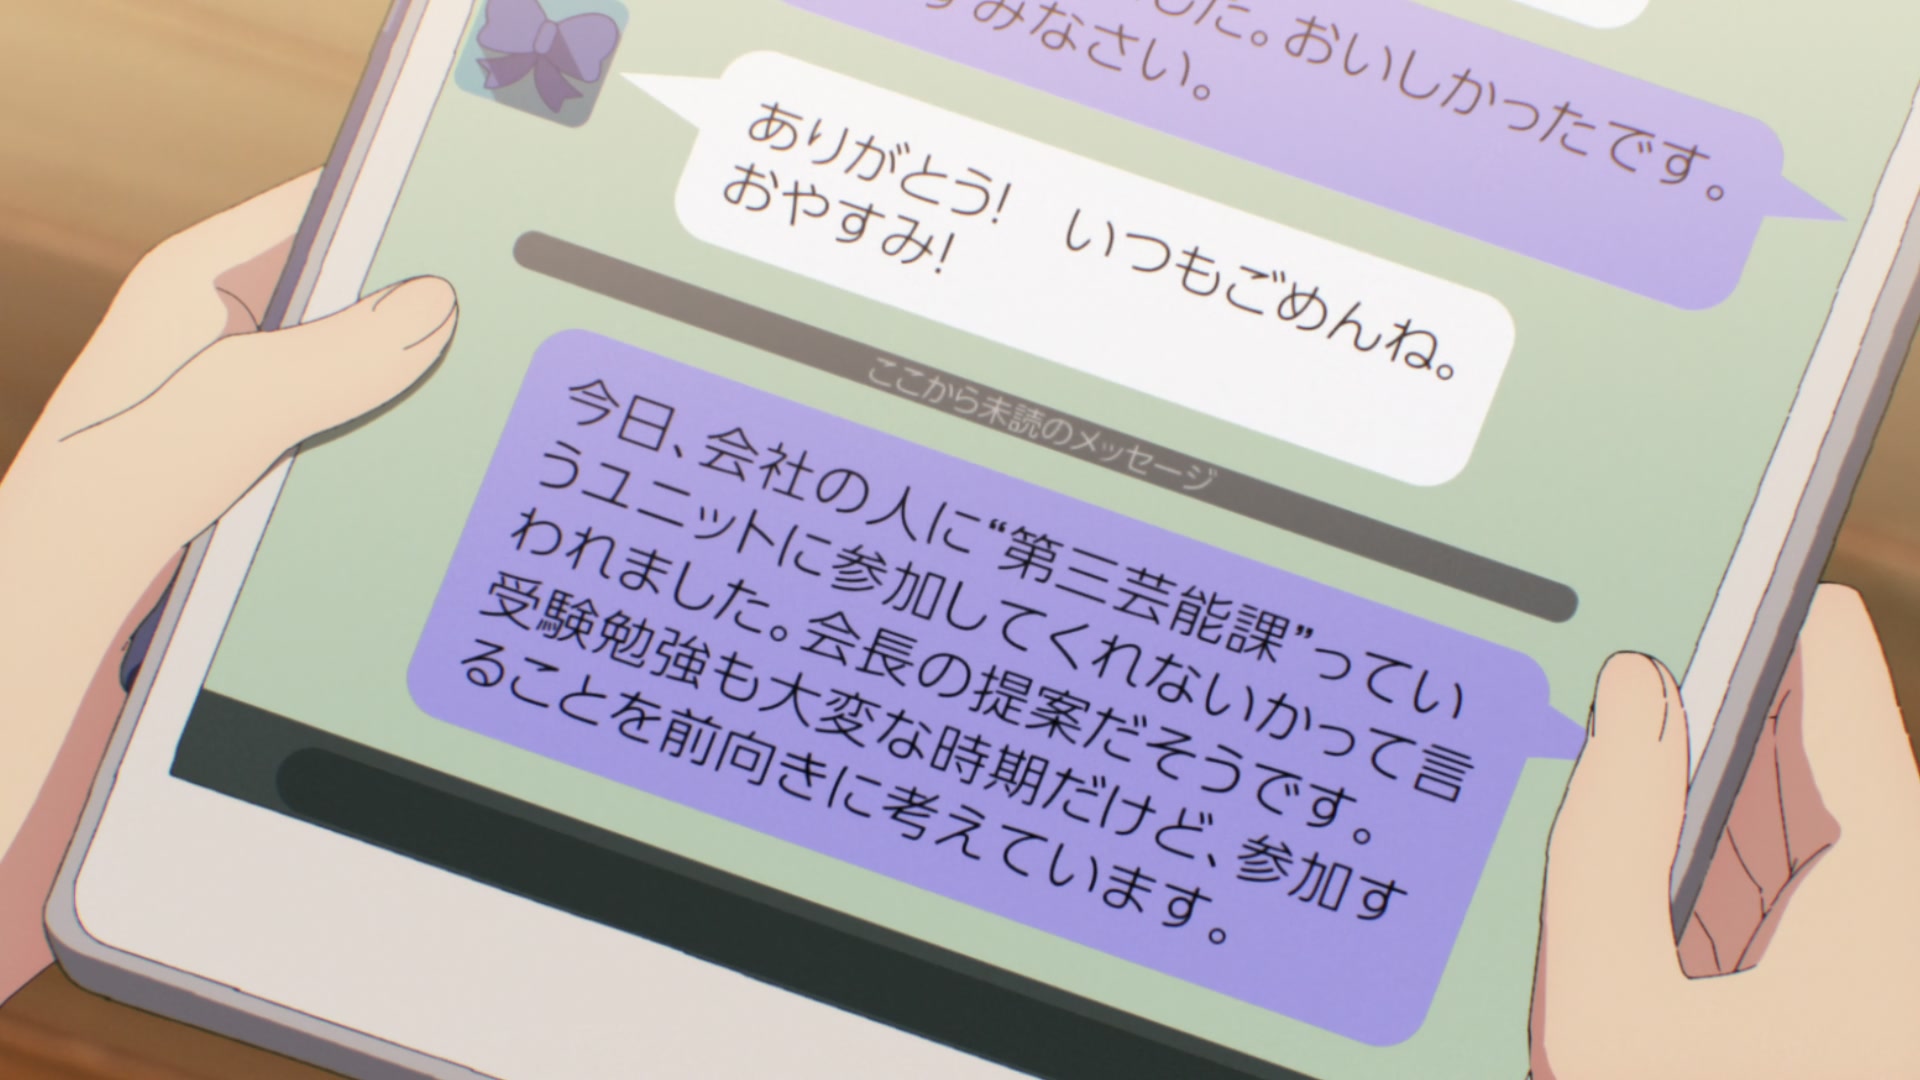 した。おいしかったです。
すみなさい。
ありがとう！　いつもごめんね。
おやすみ！
ここから未読のメッセージ
今日、会社の人に“第三芸能課”ってい
うユニットに参加してくれないかって言
われました。会長の提案だそうです。
受験勉強も大変な時期だけど、参加す
ることを前向きに考えています。